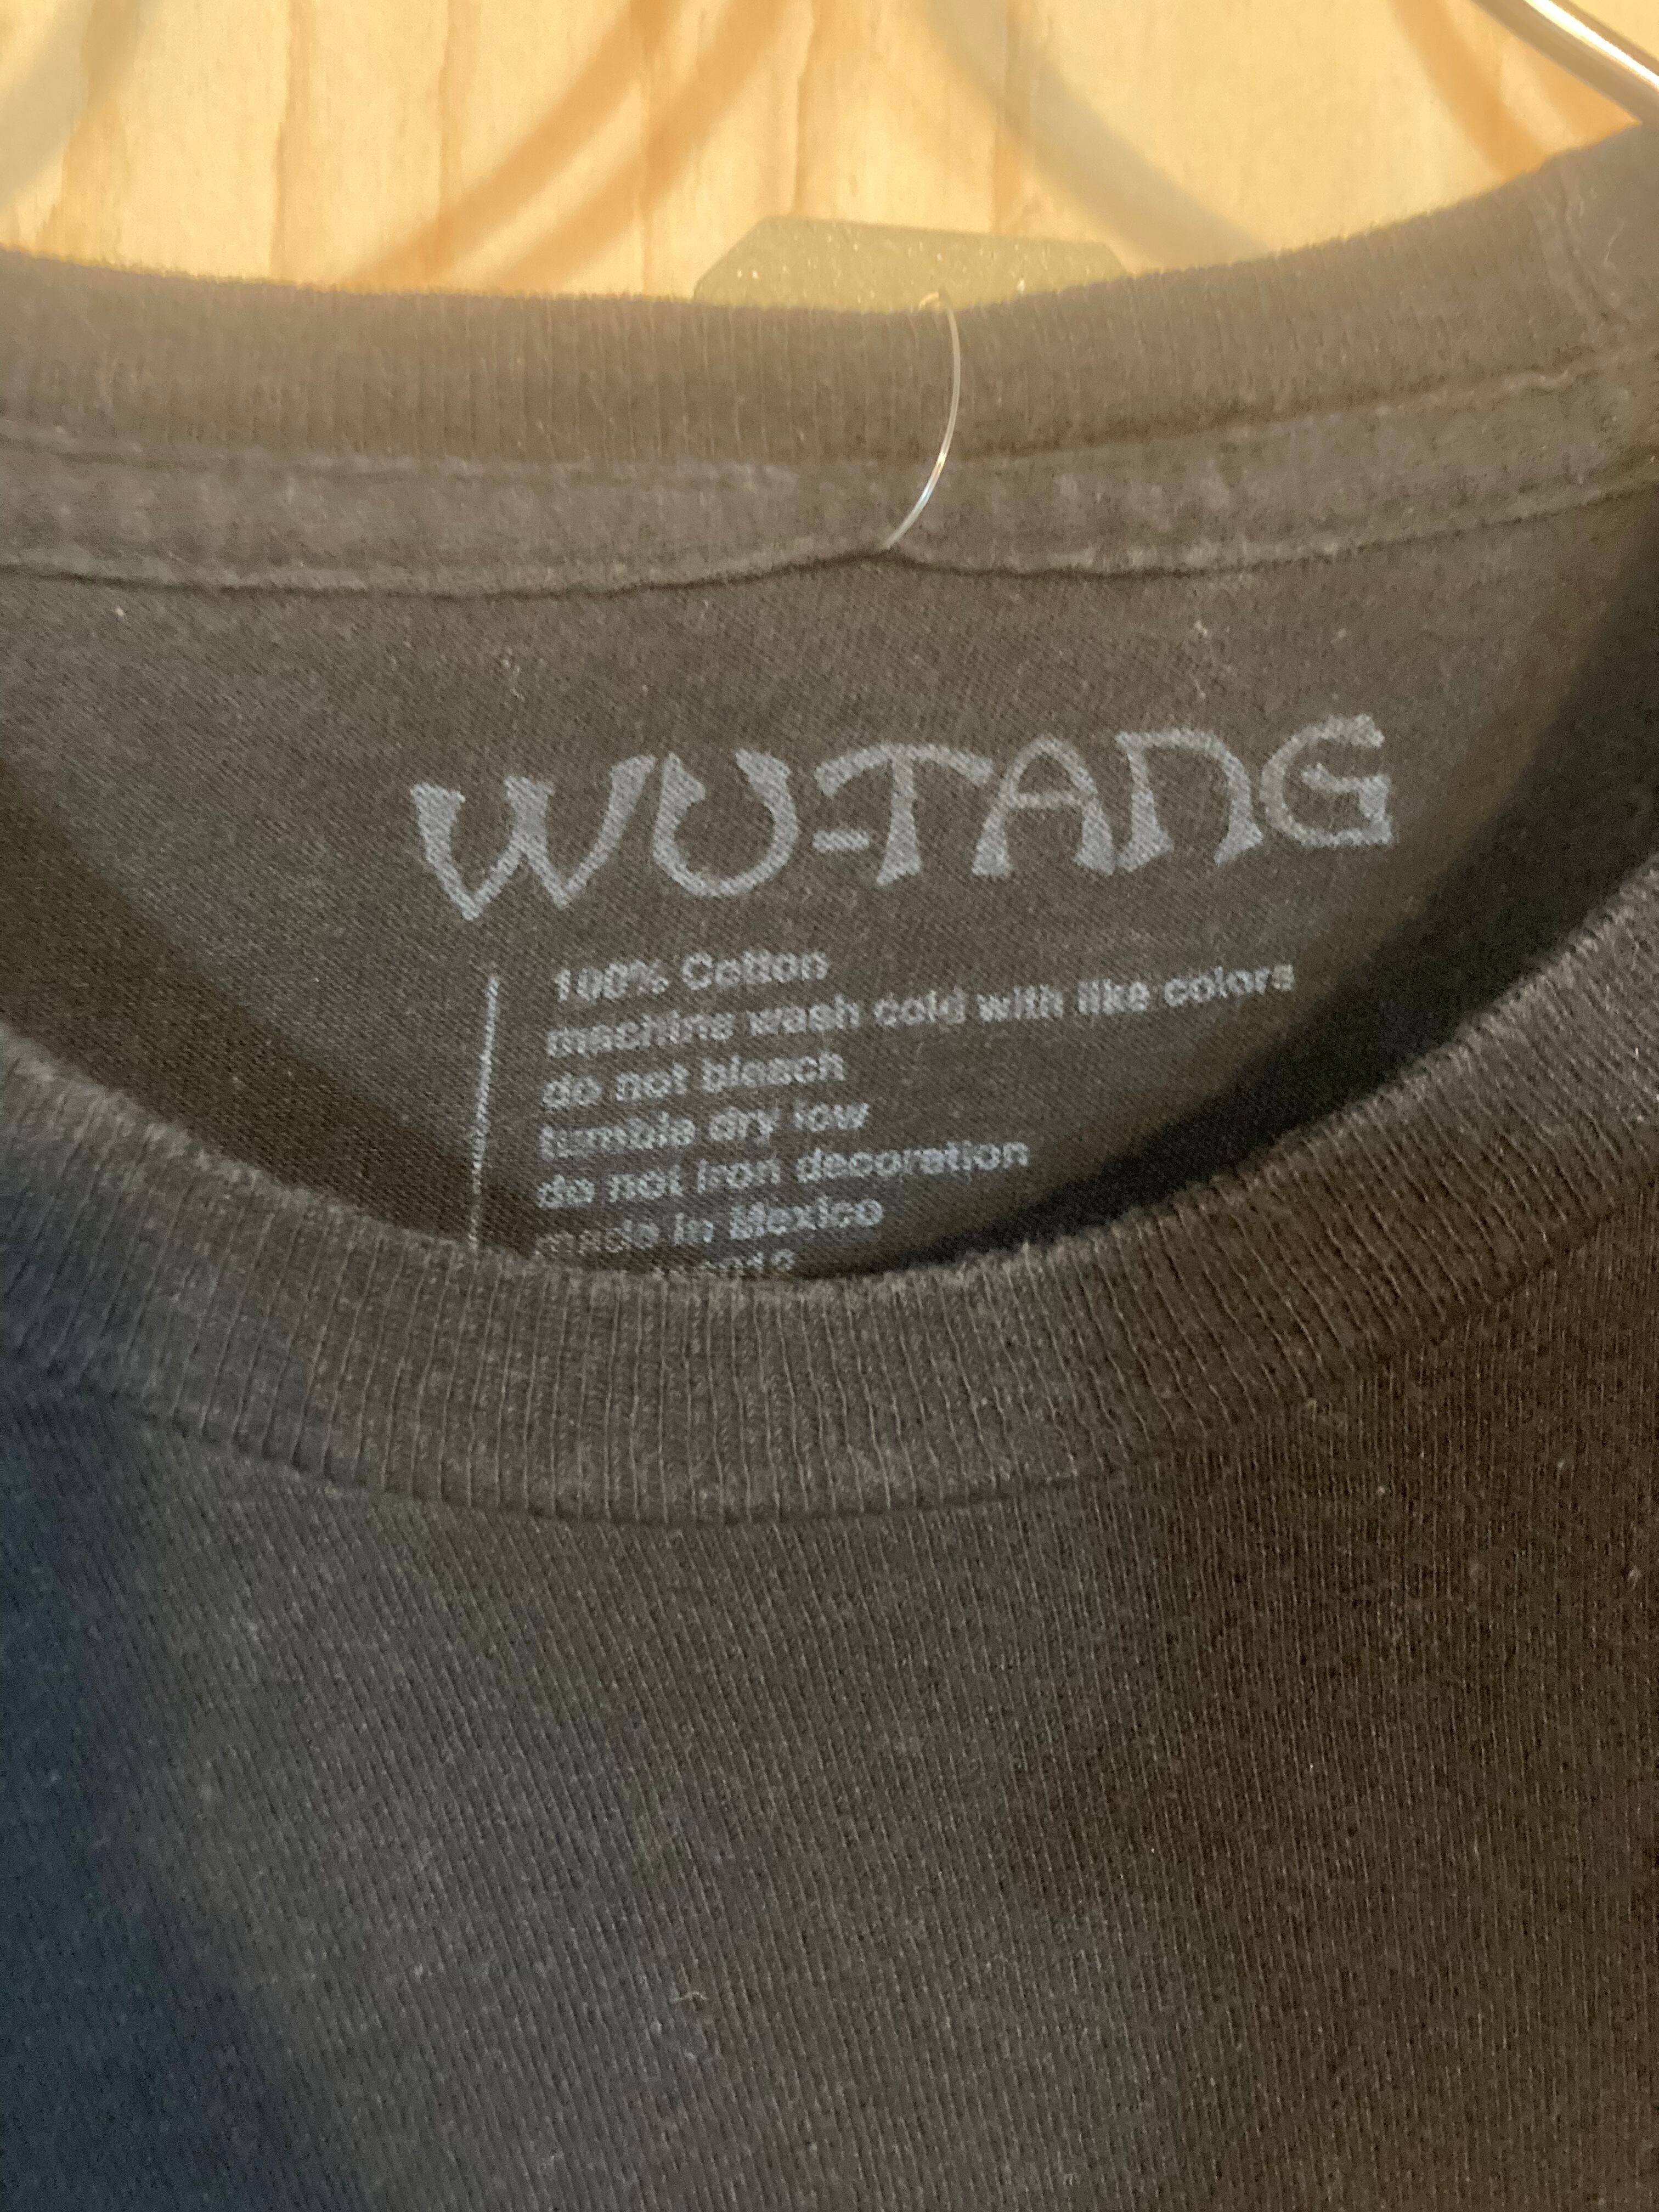 WU-TANG
100% Cotton
machine wash cold with like colors
do not bleach
tumble dry low
do not iron decoration
made in Mexico